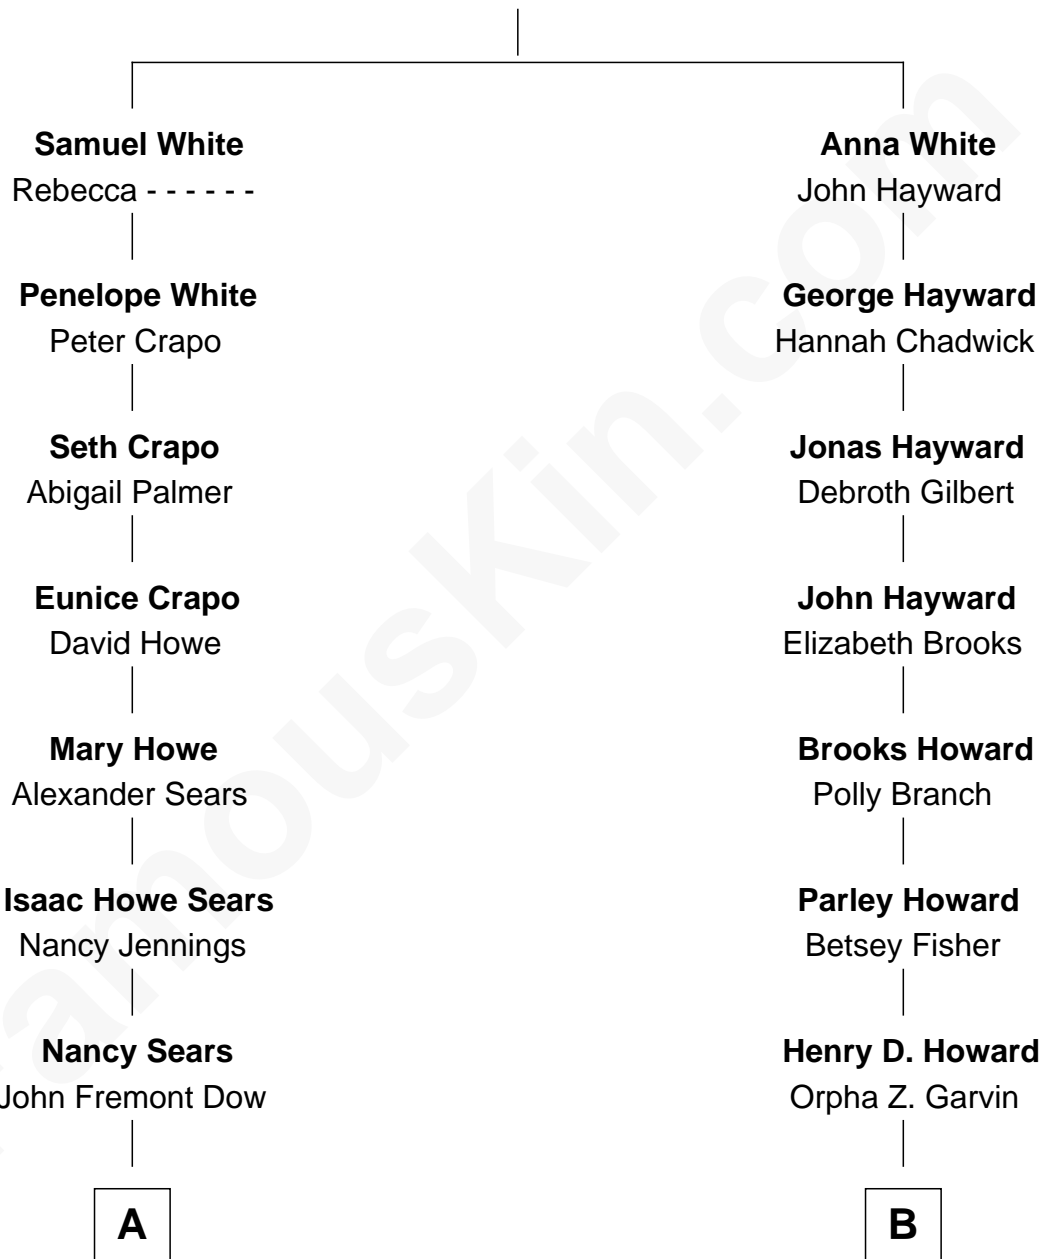 Samuel White
Rebecca - - - - - -
Anna White
John Hayward
Penelope White
Peter Crapo
George Hayward
Hannah Chadwick
Seth Crapo
Abigail Palmer
Jonas Hayward
Debroth Gilbert
Eunice Crapo
David Howe
John Hayward
Elizabeth Brooks
Mary Howe
Alexander Sears
Brooks Howard
Polly Branch
Isaac Howe Sears
Nancy Jennings
Parley Howard
Betsey Fisher
Nancy Sears
John Fremont Dow
Henry D. Howard
Orpha Z. Garvin
A
B
FamousKin.com